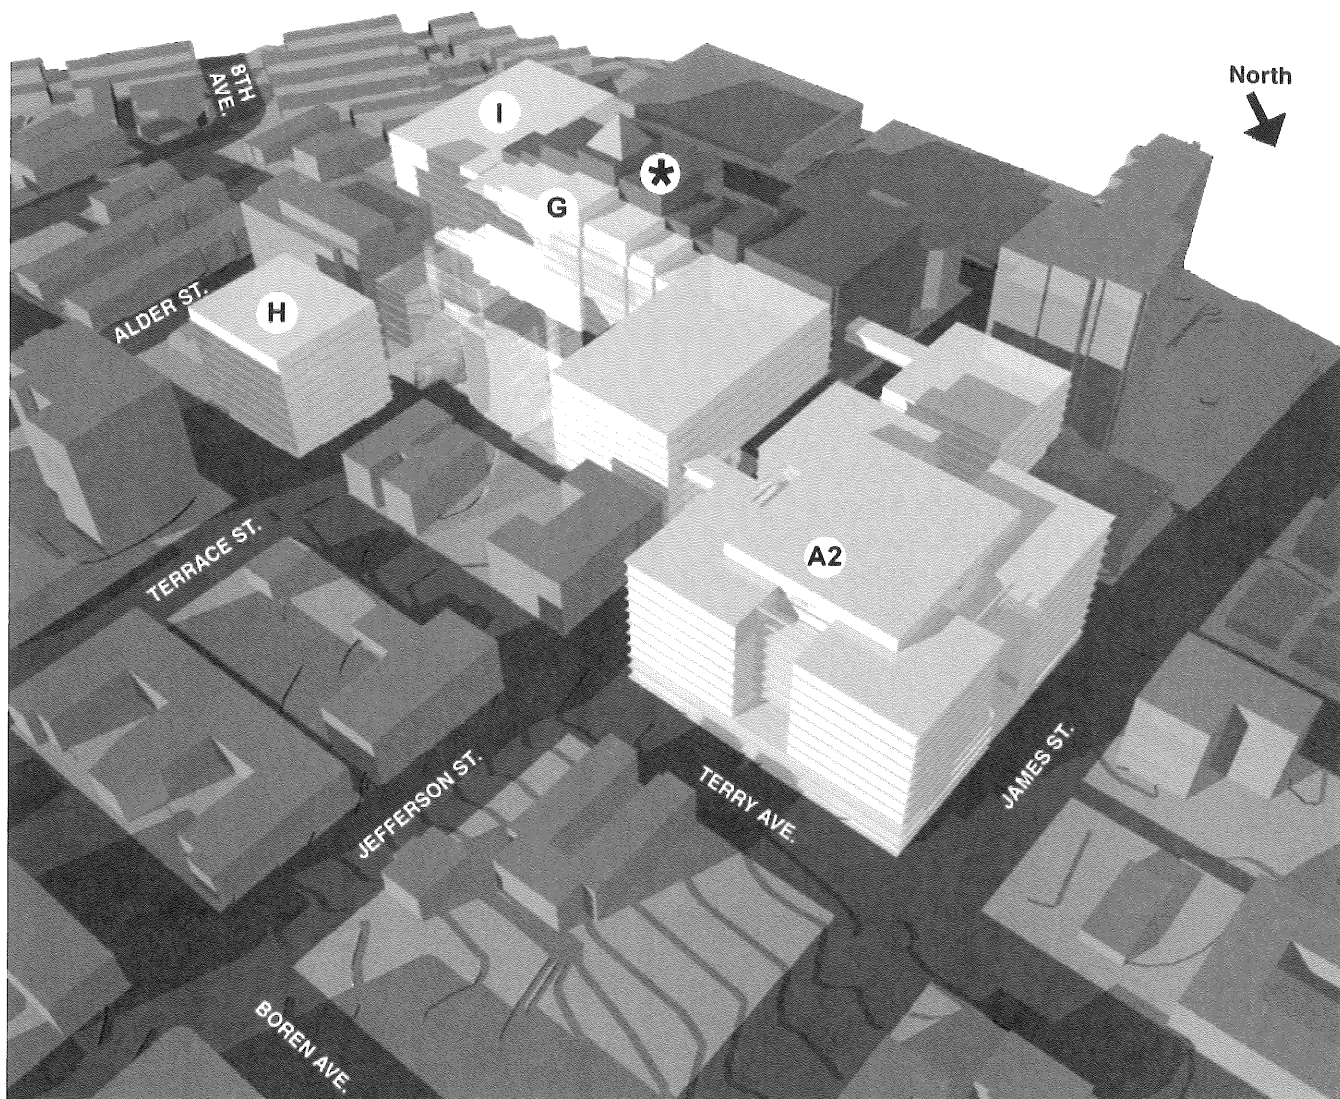 North
8TH
AVE.
I
*
G
H
ALDER ST.
A2
TERRACE ST.
JEFFERSON ST.
TERRY AVE.
JAMES ST.
BOREN AVE.